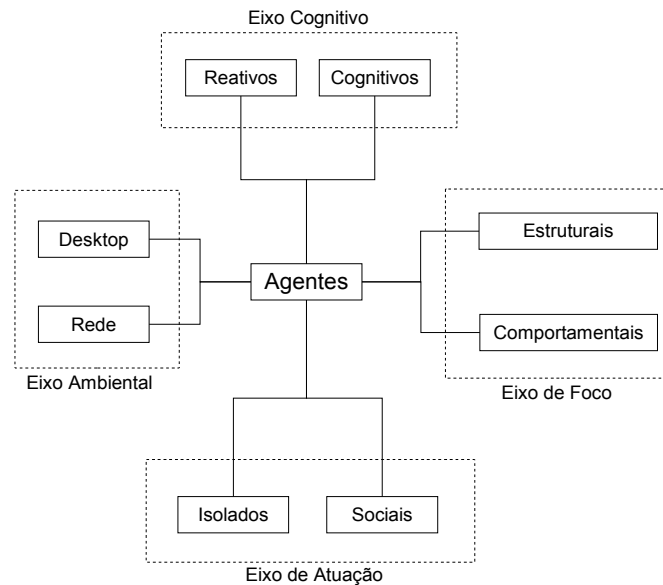 Eixo Cognitivo
Reativos
Cognitivos
Desktop
Rede
Eixo Ambiental
Agentes
Estruturais
Comportamentais
Eixo de Foco
Isolados
Sociais
Eixo de Atuação